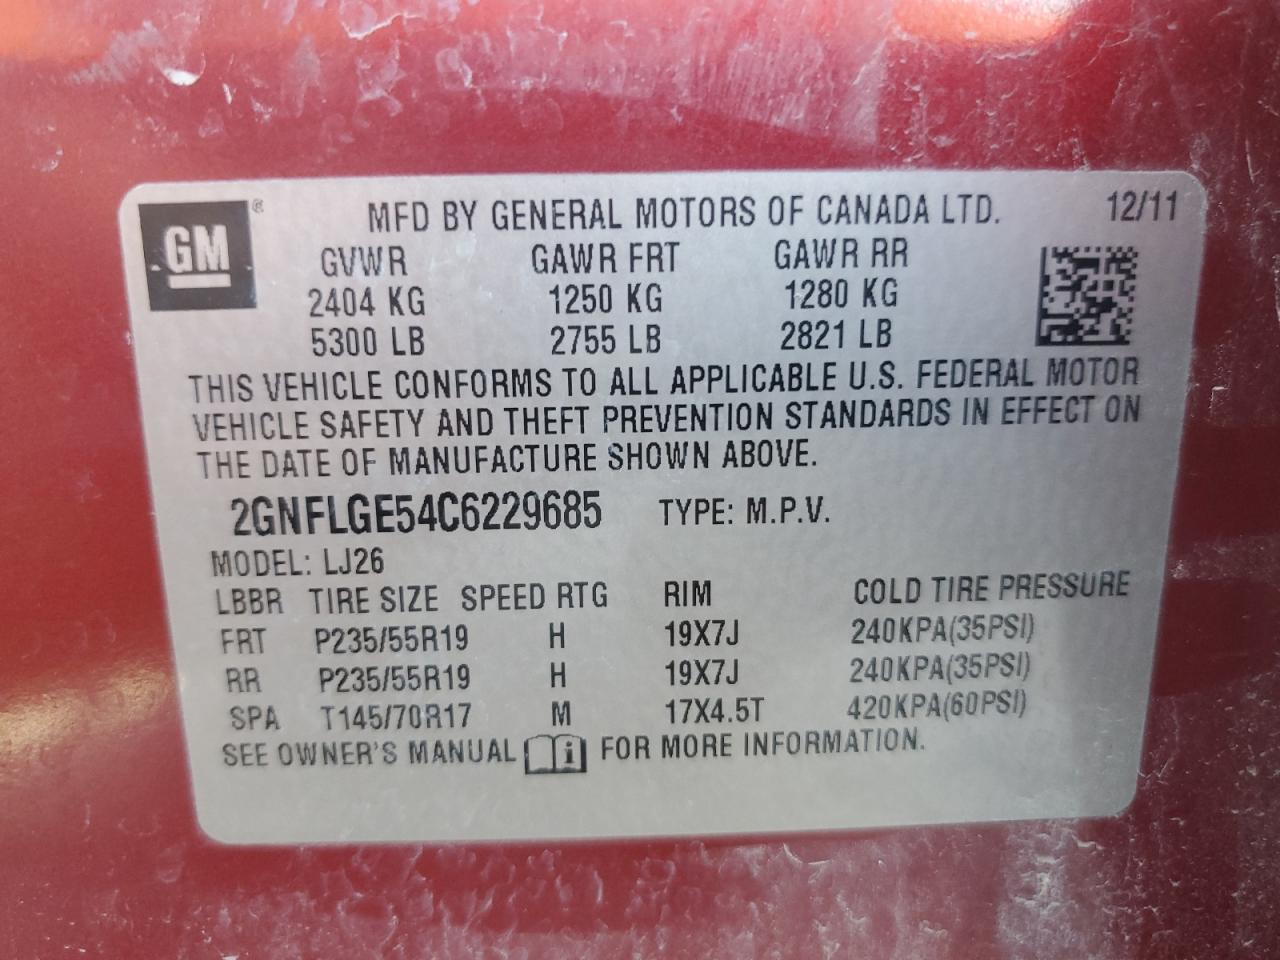 GM ®
MFD BY GENERAL MOTORS OF CANADA LTD. 12/11
GVWR GAWR FRT GAWR RR
2404 KG 1250 KG 1280 KG
5300 LB 2755 LB 2821 LB
THIS VEHICLE CONFORMS TO ALL APPLICABLE U.S. FEDERAL MOTOR
VEHICLE SAFETY AND THEFT PREVENTION STANDARDS IN EFFECT ON
THE DATE OF MANUFACTURE SHOWN ABOVE.
2GNFLGE54C6229685 TYPE: M.P.V.
MODEL: LJ26
LBBR TIRE SIZE SPEED RTG RIM COLD TIRE PRESSURE
FRT P235/55R19 H 19X7J 240KPA(35PSI)
RR P235/55R19 H 19X7J 240KPA(35PSI)
SPA T145/70R17 M 17X4.5T 420KPA(60PSI)
SEE OWNER'S MANUAL i FOR MORE INFORMATION.